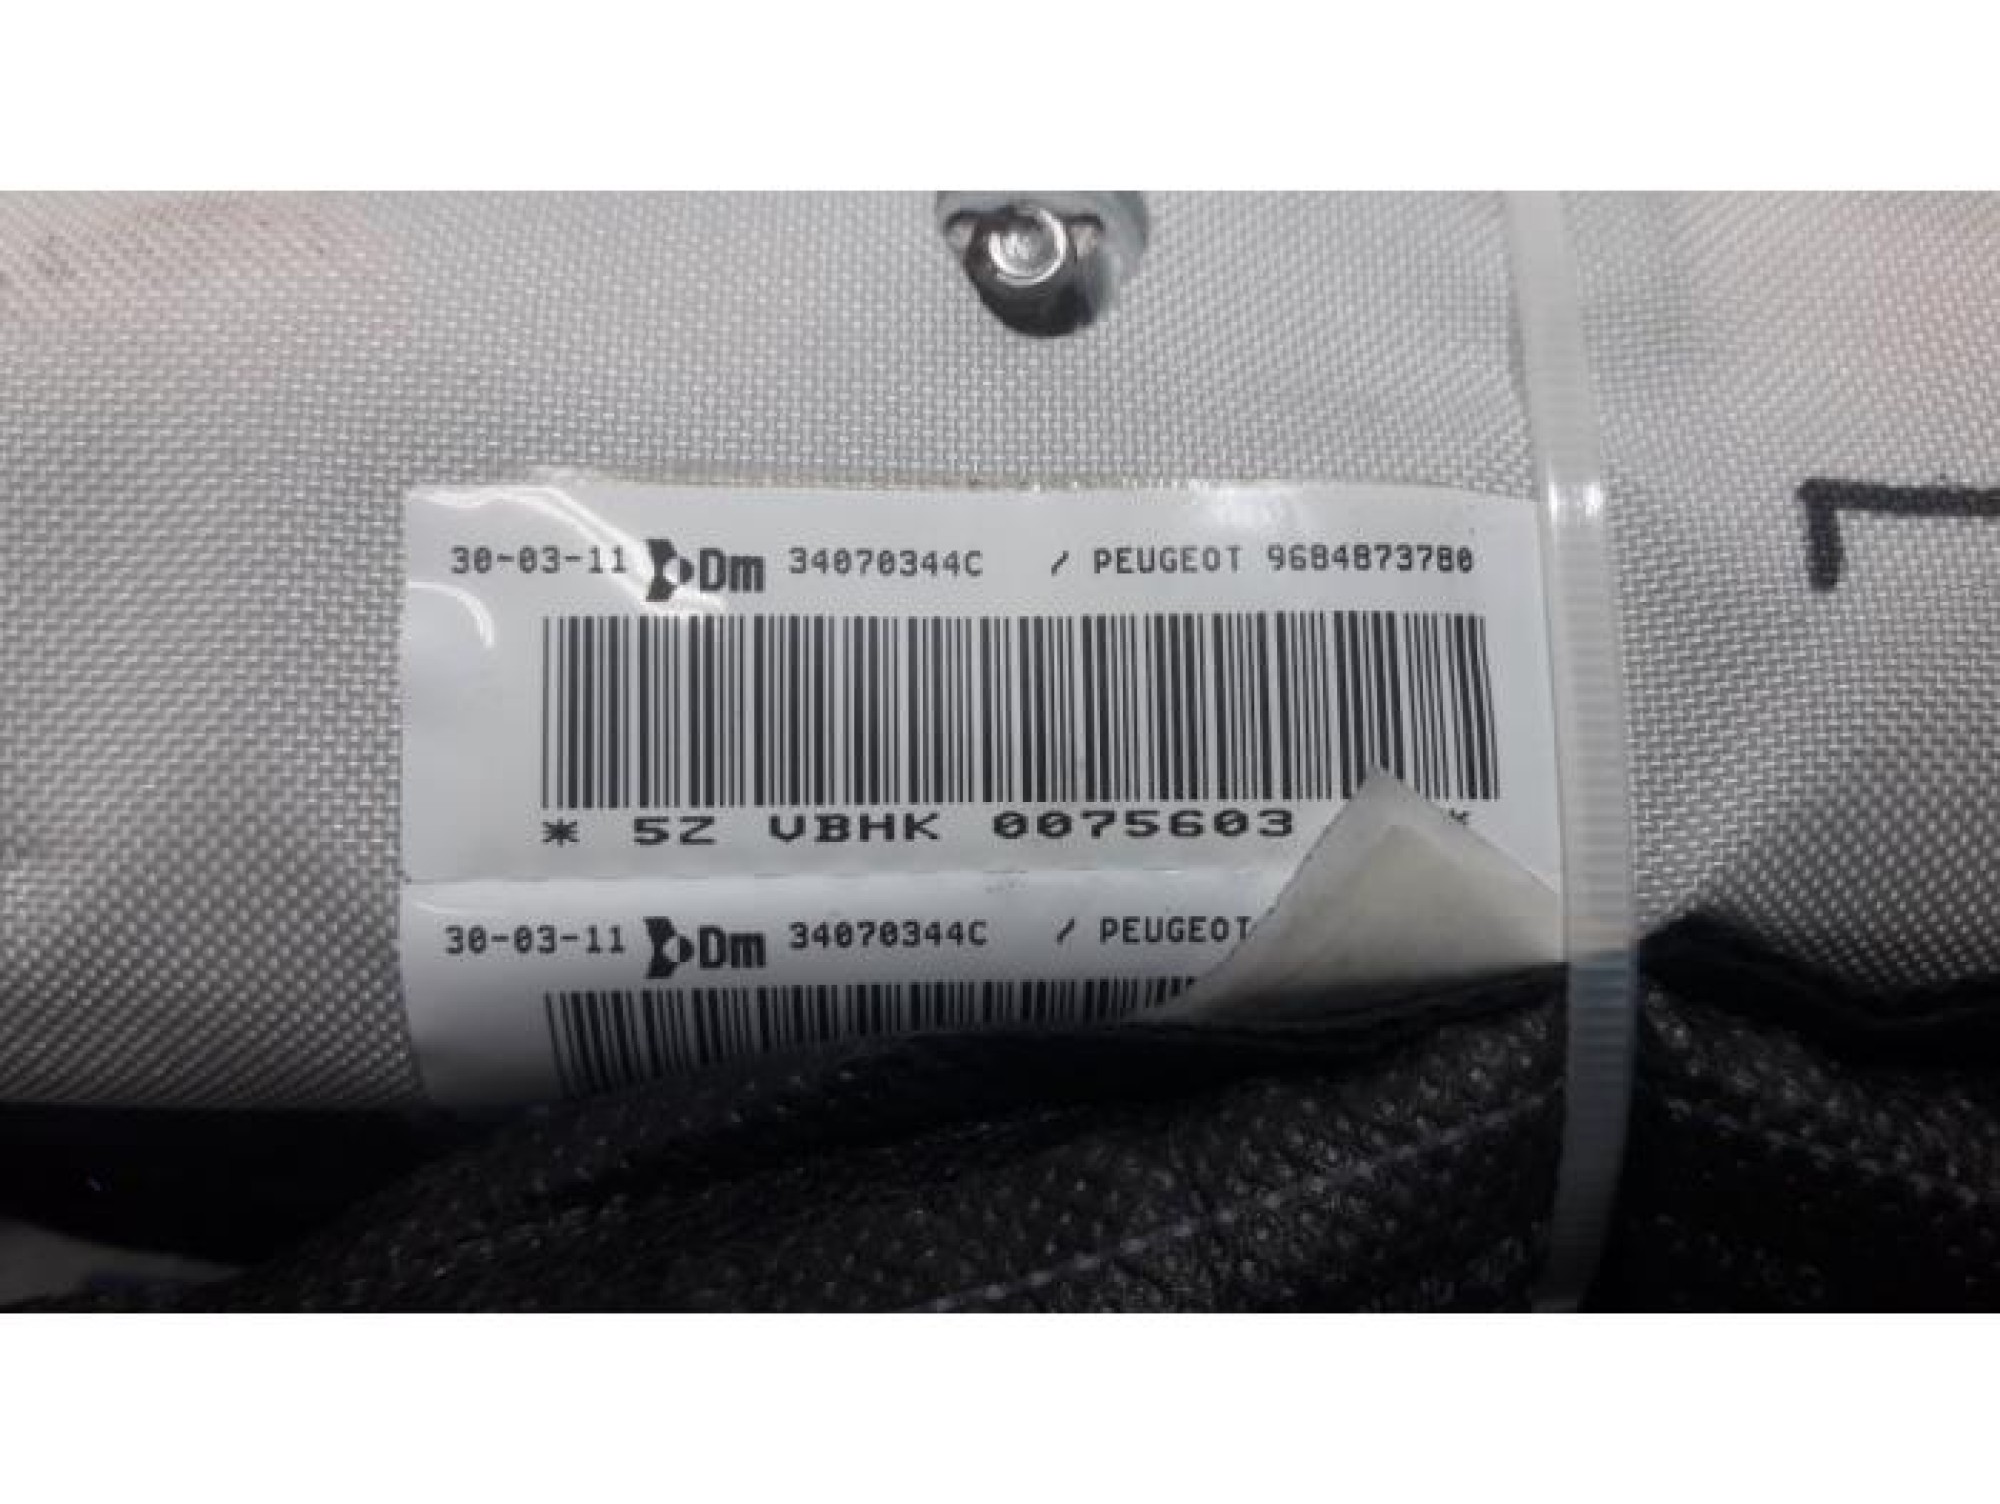 30-03-11 Dm 34070344C / PEUGEOT 9684873780
* 5Z VBHK 0075603 *
30-03-11 Dm 34070344C / PEUGEOT